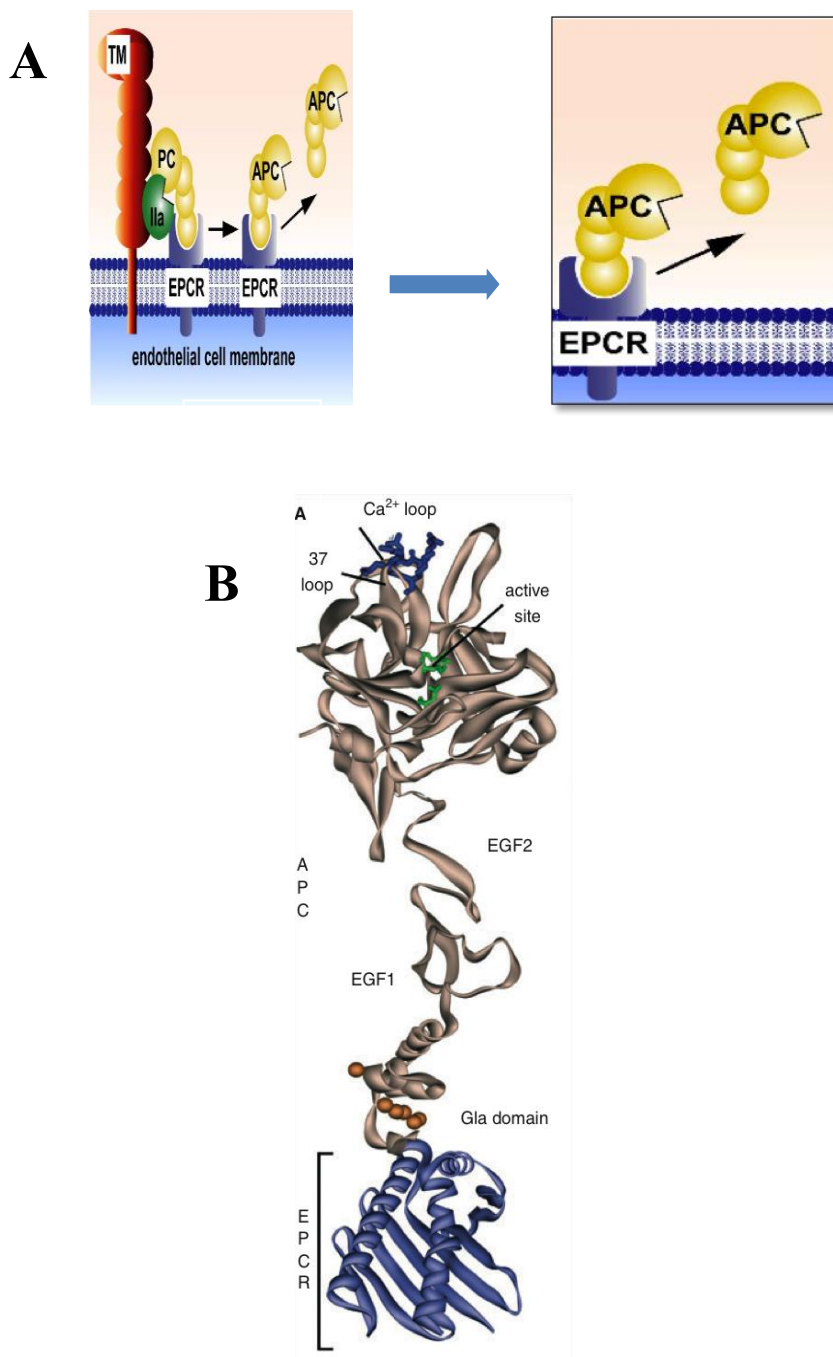 A
TM
PC
IIa
APC
APC
EPCR
EPCR
endothelial cell membrane
APC
APC
EPCR
B
A
Ca2+ loop
37
loop
active
site
EGF2
A
P
C
EGF1
Gla domain
E
P
C
R